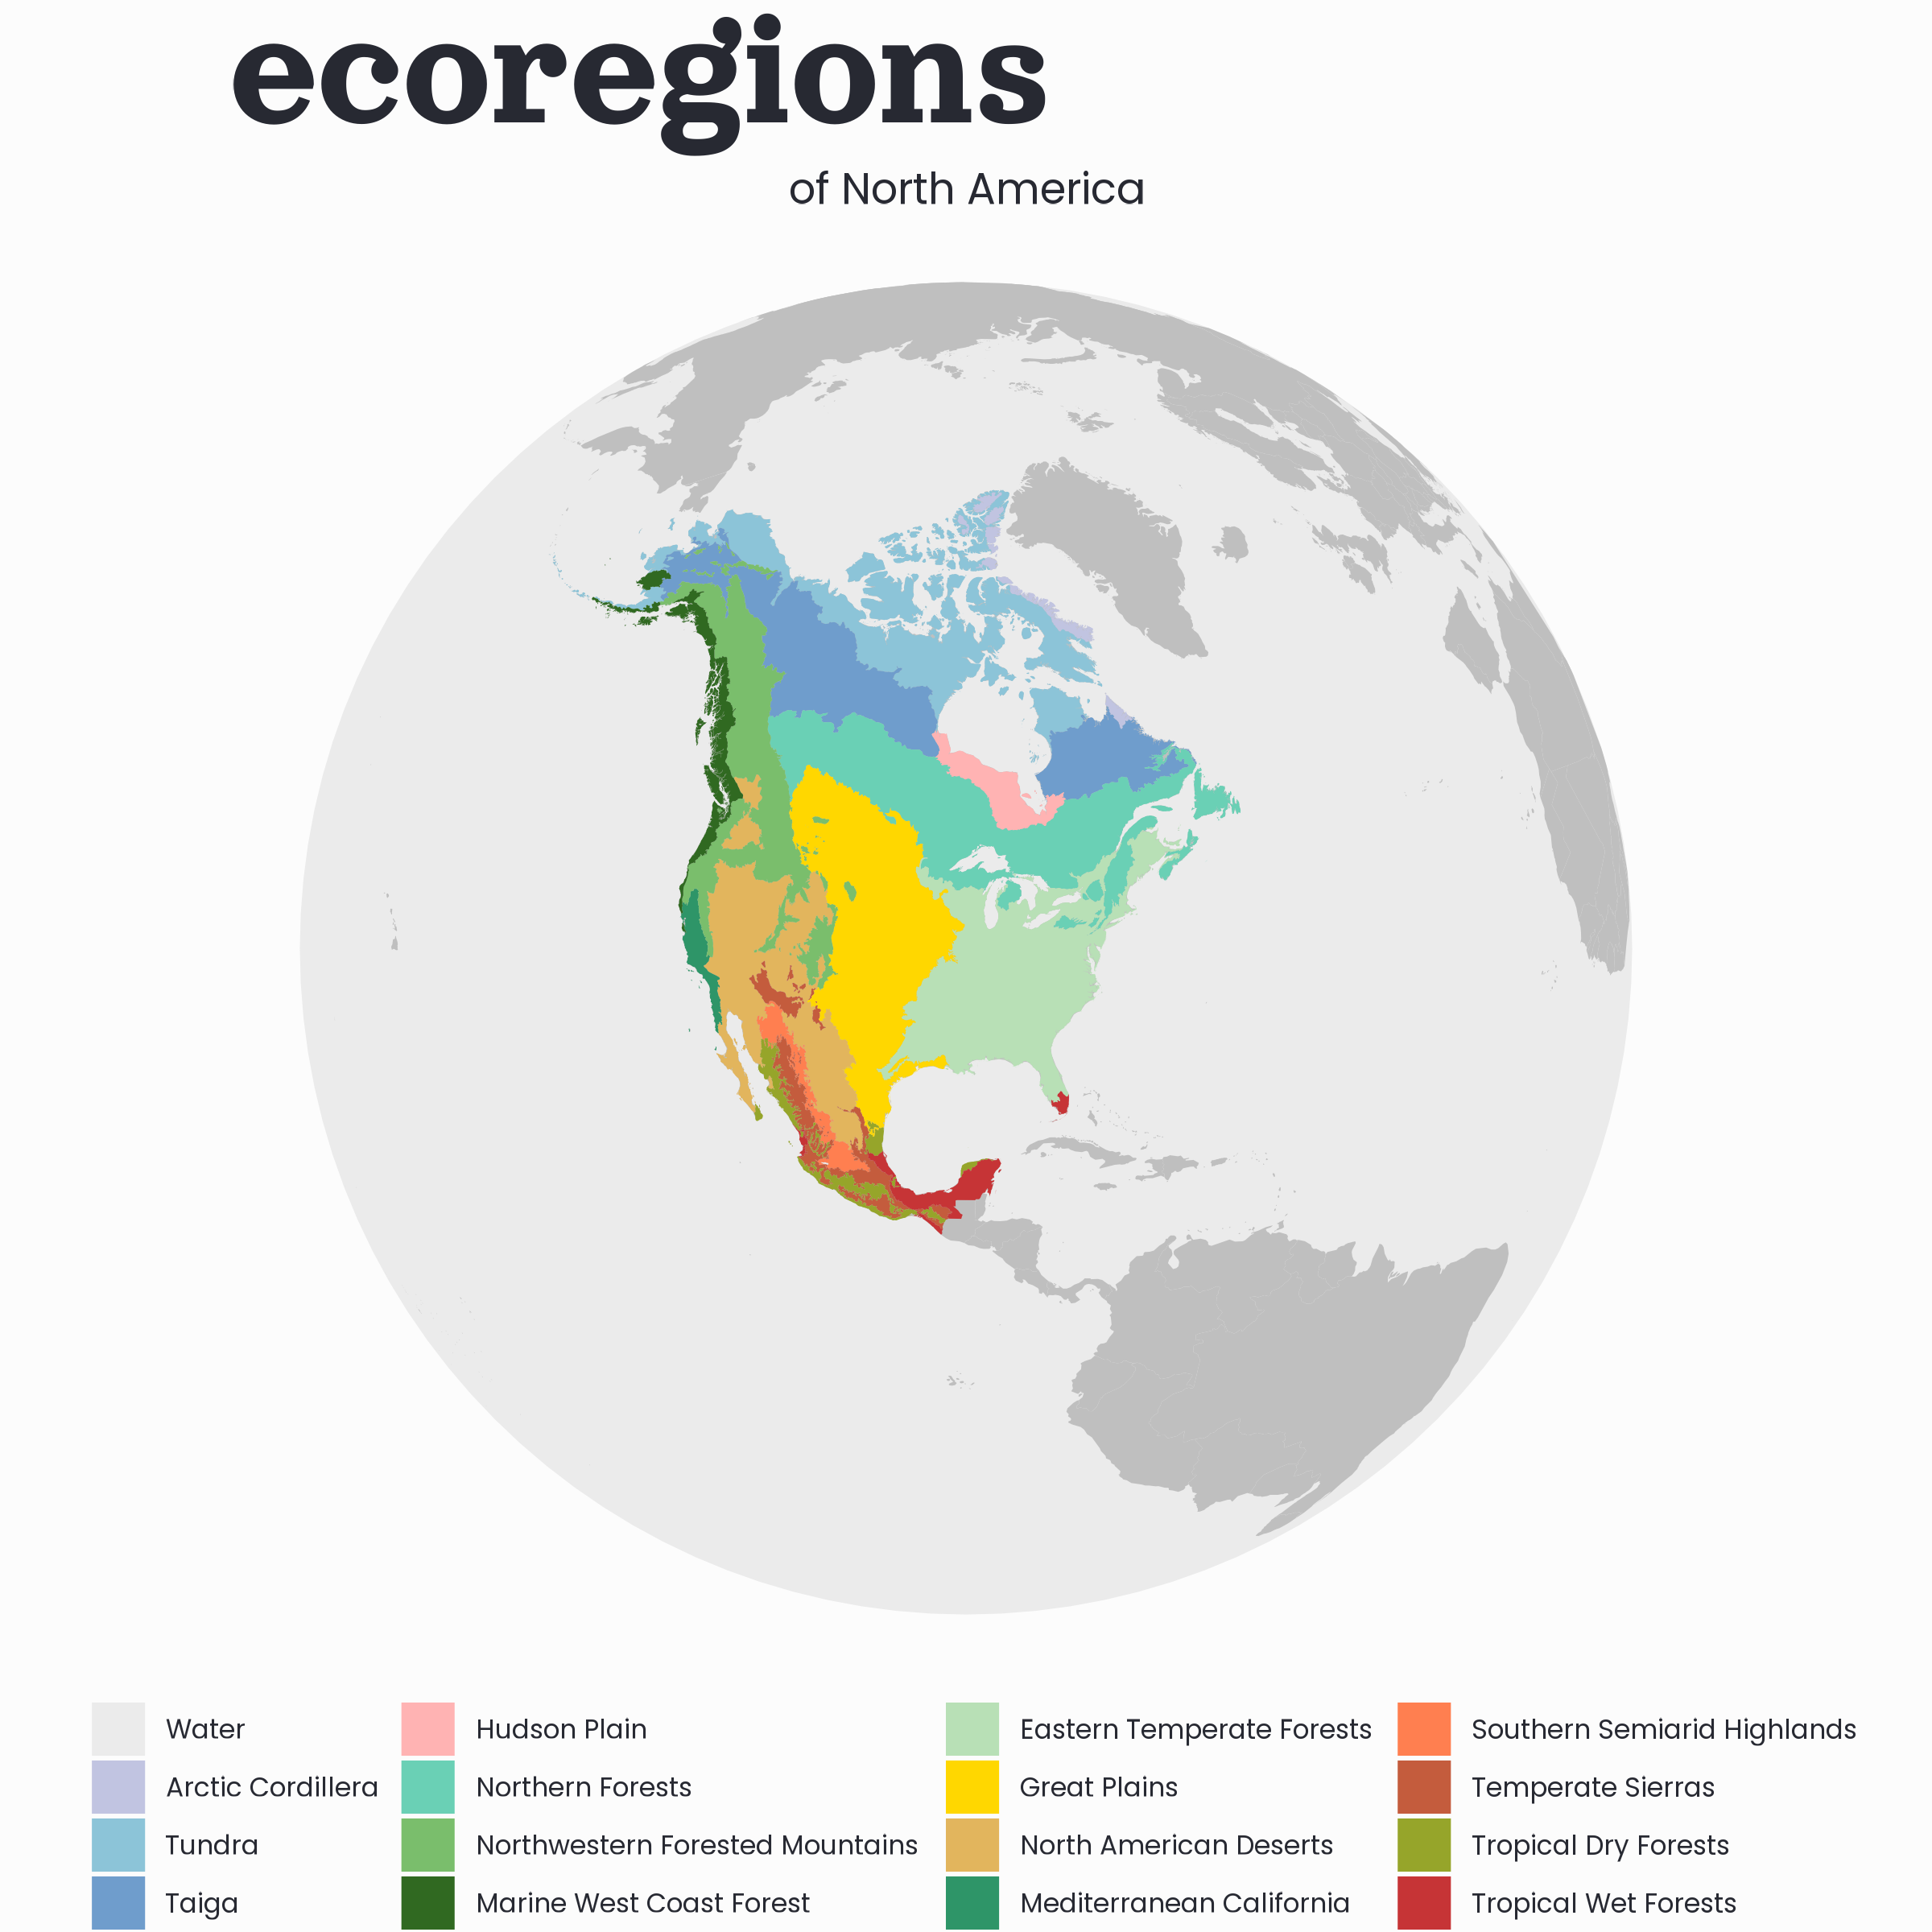 ecoregions
of North America
Water
Hudson Plain
Eastern Temperate Forests
Southern Semiarid Highlands
Arctic Cordillera
Northern Forests
Great Plains
Temperate Sierras
Tundra
Northwestern Forested Mountains
North American Deserts
Tropical Dry Forests
Taiga
Marine West Coast Forest
Mediterranean California
Tropical Wet Forests